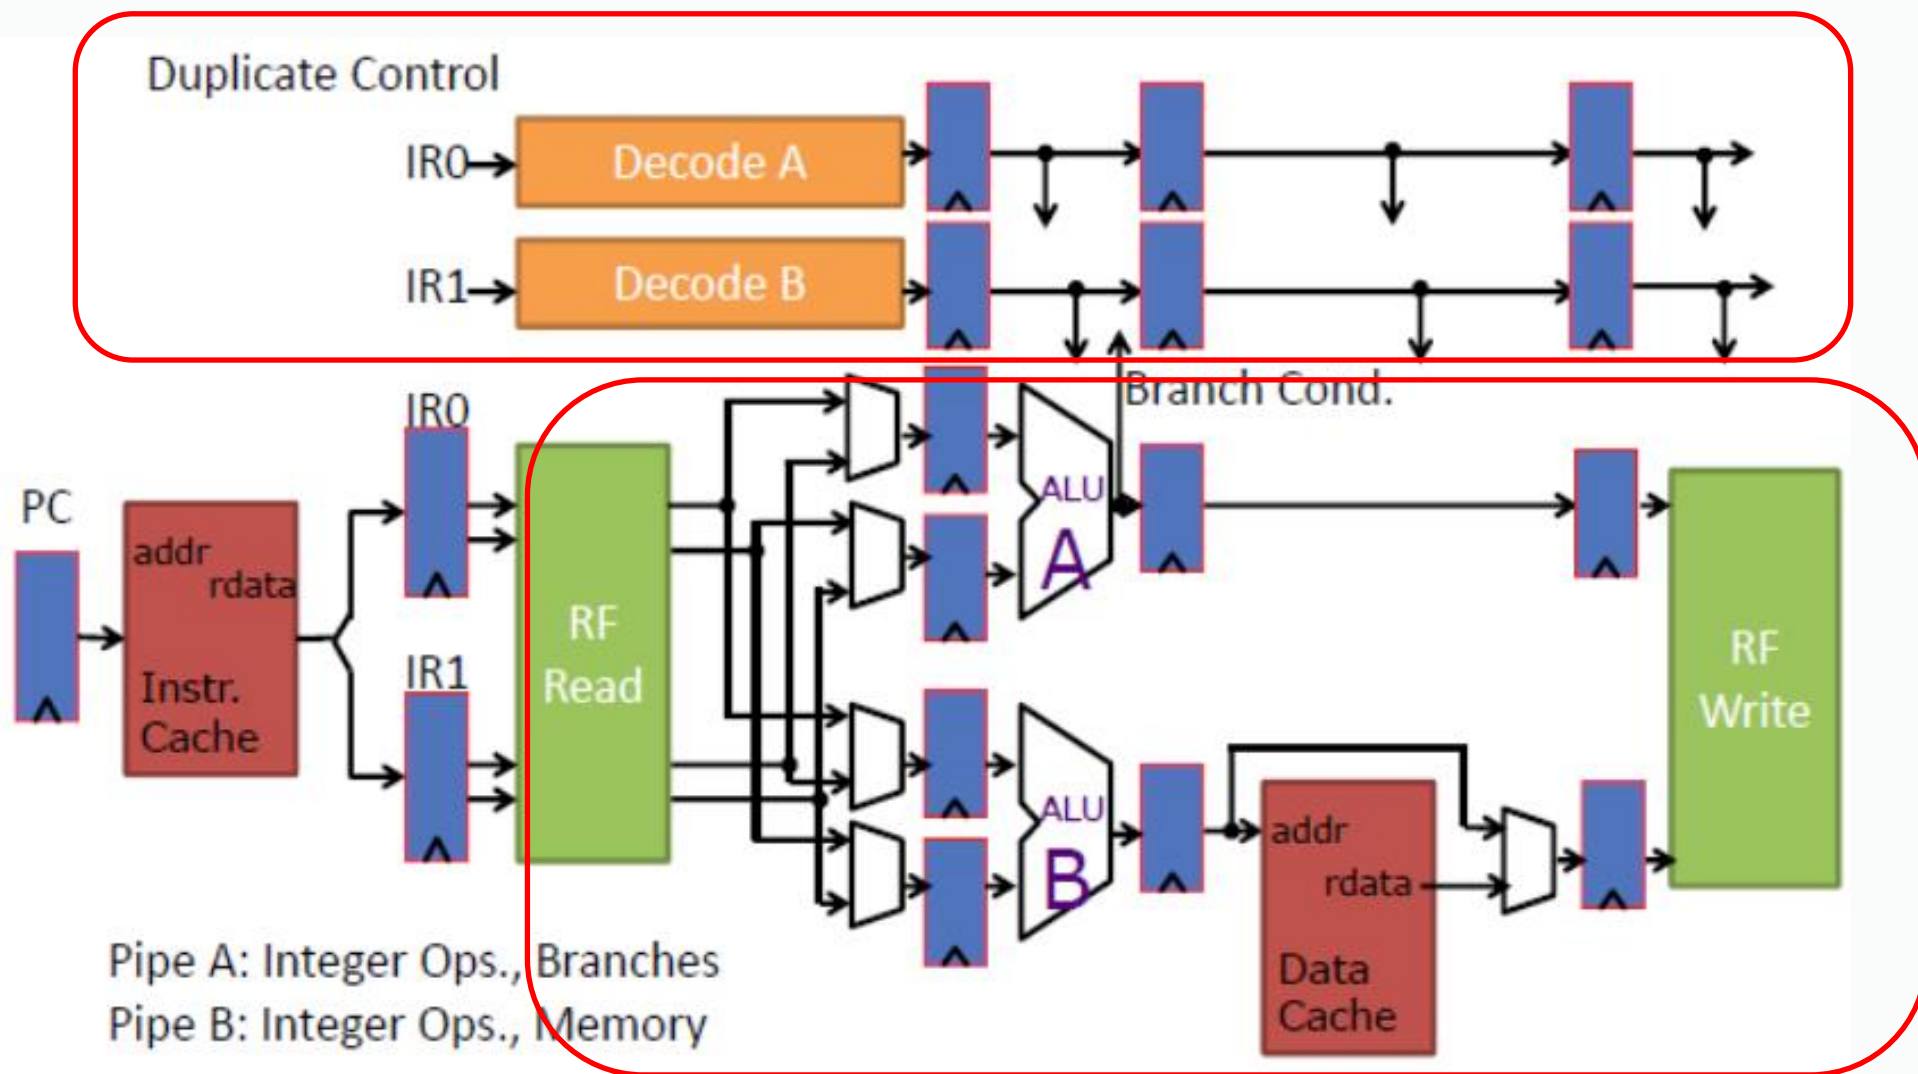 Duplicate Control
IR0
Decode A
IR1
Decode B
Branch Cond.
IR0
PC
addr
rdata
Instr.
Cache
IR1
RF
Read
ALU
A
ALU
B
addr
rdata
Data
Cache
RF
Write
Pipe A: Integer Ops., Branches
Pipe B: Integer Ops., Memory